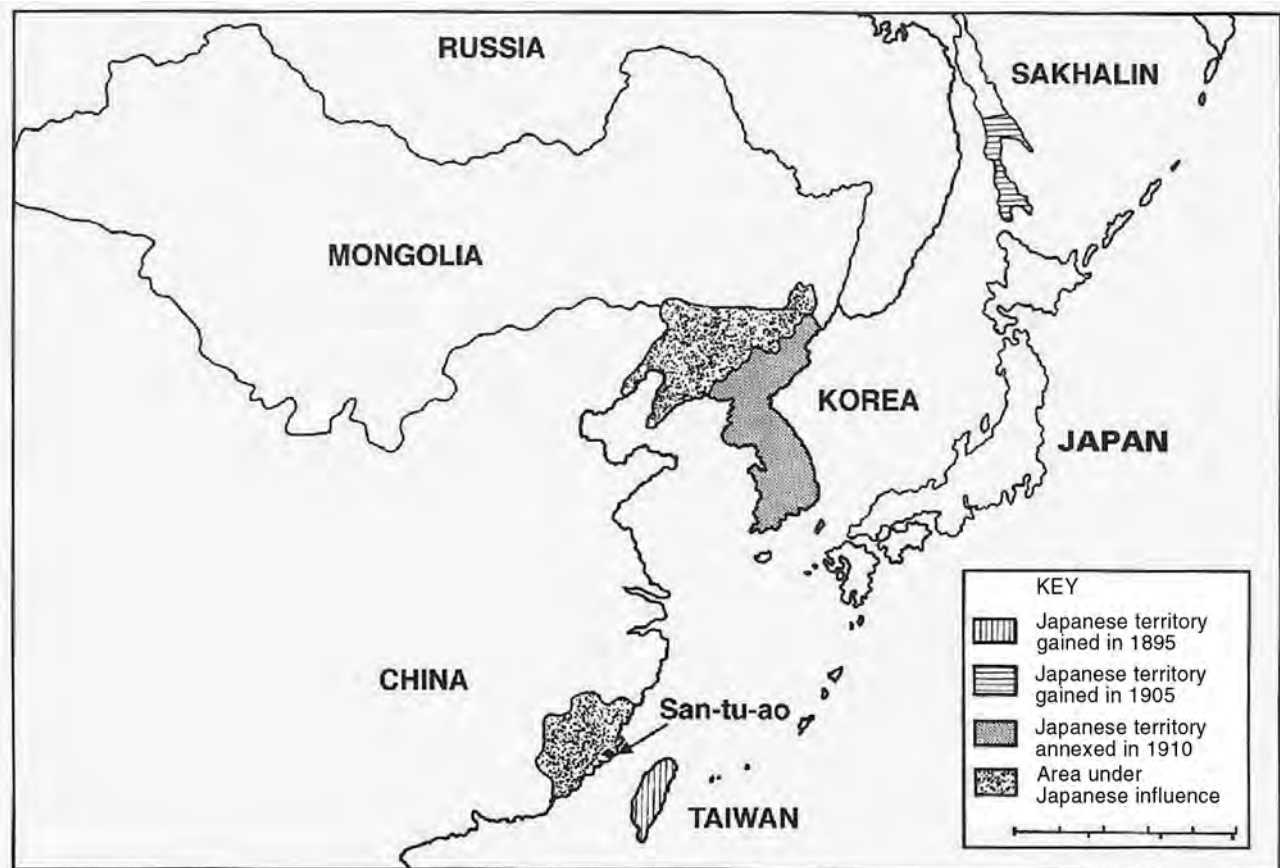 RUSSIA
SAKHALIN
MONGOLIA
KOREA
JAPAN
CHINA
San-tu-ao
TAIWAN
KEY
Japanese territory
gained in 1895
Japanese territory
gained in 1905
Japanese territory
annexed in 1910
Area under
Japanese influence